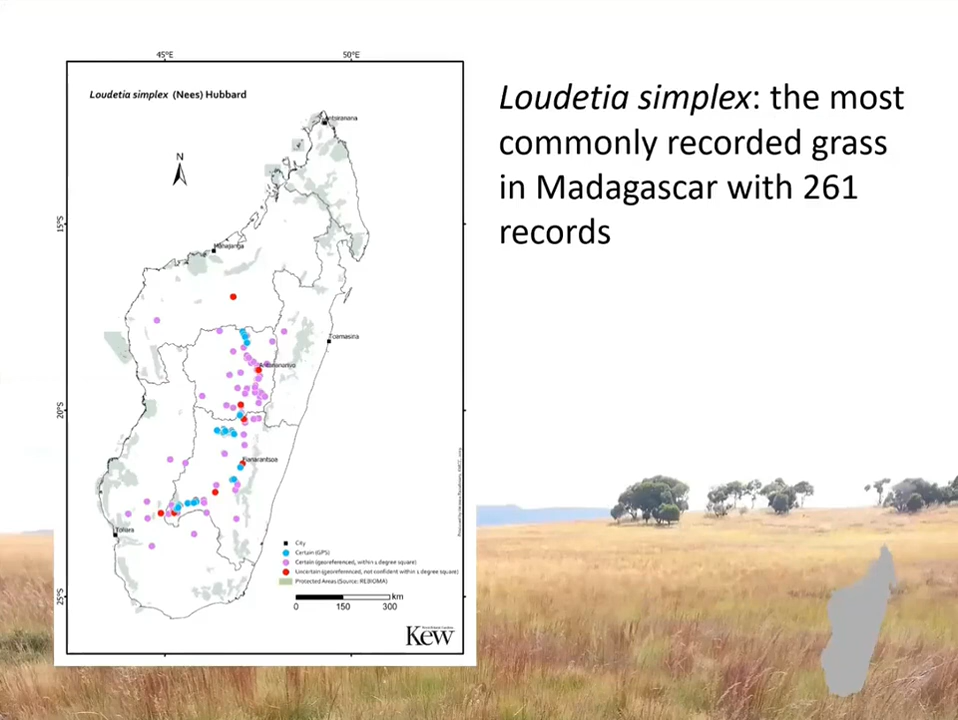 45°E
50°E
Loudetia simplex (Nees) Hubbard
N
Antsiranana
15°S
Mahajanga
Toamasina
Antananarivo
20°S
Fianarantsoa
Toliara
25°S
City
Certain (GPS)
Certain (georeferenced, within 1 degree square)
Uncertain (georeferenced, not confident within 1 degree square)
Protected Areas (Source: REBIOMA)
km
0 150 300
Kew
Loudetia simplex: the most
commonly recorded grass
in Madagascar with 261
records